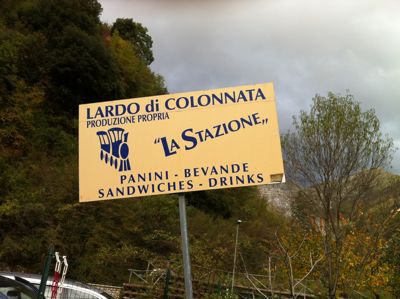 LARDO di COLONNATA
PRODUZIONE PROPRIA
"LA STAZIONE"
PANINI - BEVANDE
SANDWICHES - DRINKS